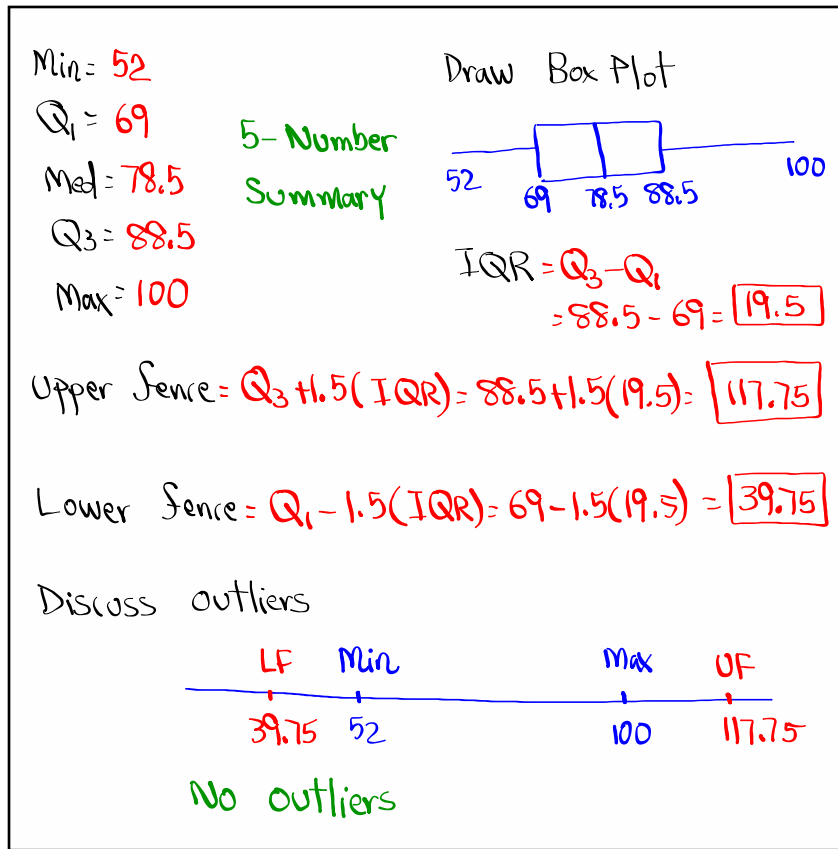 Min= 52
Q₁ = 69
Med= 78.5
Q3 = 88.5
Max= 100
5-Number
Summary
Draw Box Plot
52 69 78.5 88.5 100
IQR = Q₃-Q₁
= 88.5 - 69 = 19.5
Upper fence = Q₃ +1.5(IQR) = 88.5+1.5(19.5)= 117.75
Lower fence = Q₁ - 1.5(IQR)= 69-1.5(19.5) = 39.75
Discuss outliers
LF Min Max UF
39.75 52 100 117.75
No outliers